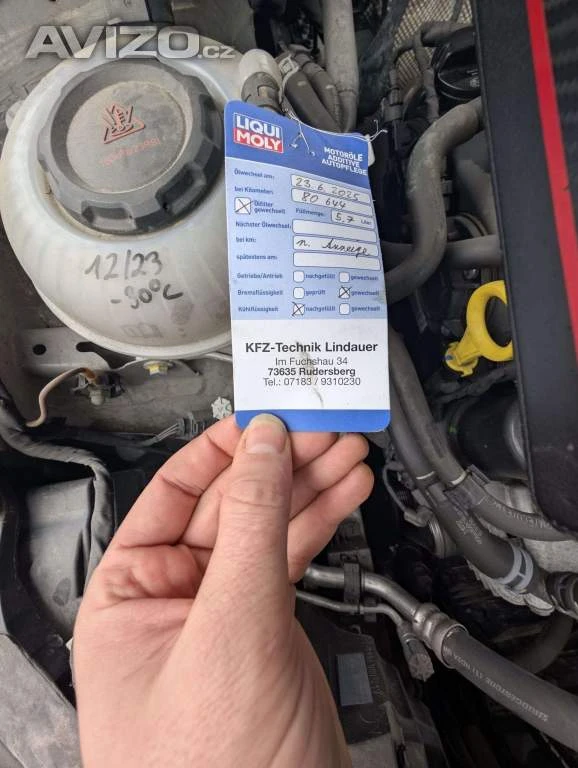 AVÍZO.cz
LIQUI
MOLY
MOTORÖLE
ADDITIVE
AUTOPFLEGE
Ölwechsel am: 23.6.2025
bei Kilometer: 80 644
Ölfilter gewechselt Füllmenge: 5,7 Liter
Nächster Ölwechsel:
bei km: n. Anzeige
spätestens am:
Getriebe/Antrieb nachgefüllt gewechselt
Bremsflüssigkeit geprüft gewechselt
Kühlflüssigkeit nachgefüllt gewechselt
KFZ-Technik Lindauer
Im Fuchshau 34
73635 Rudersberg
Tel.: 07183 / 9310230
12/23
-30°C